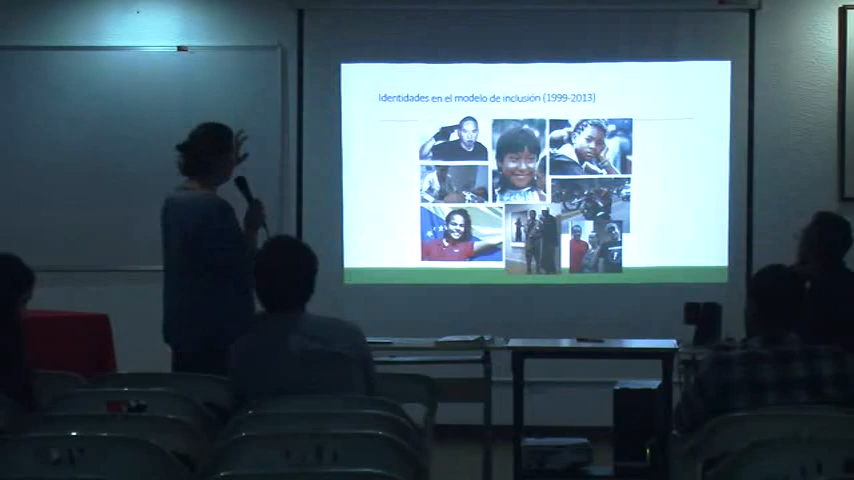 Identidades en el modelo de inclusión (1999-2013)